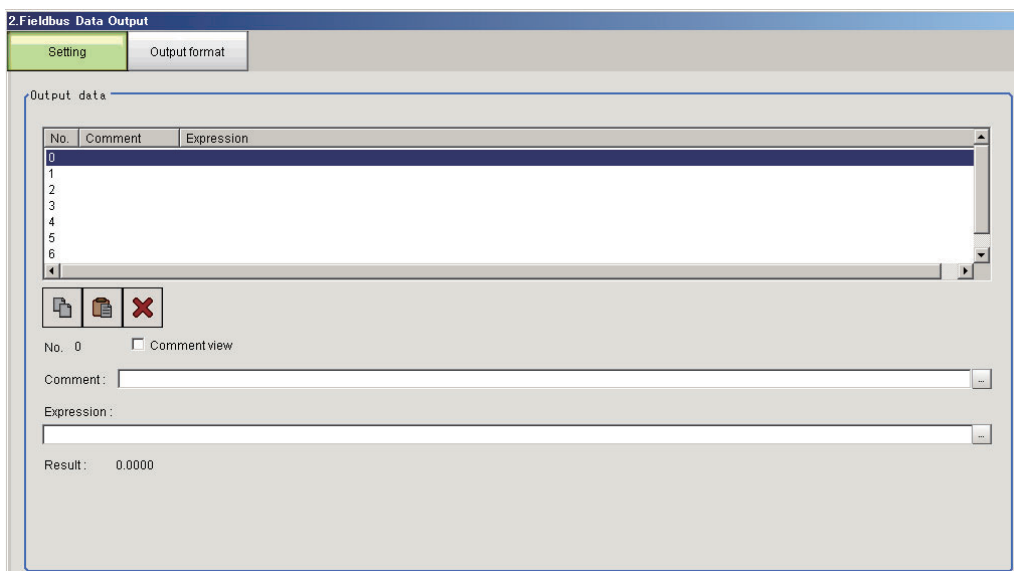 2.Fieldbus Data Output
Setting Output format
Output data
No. Comment Expression
0
1
2
3
4
5
6
No. 0 Comment view
Comment : ...
Expression :
...
Result : 0.0000